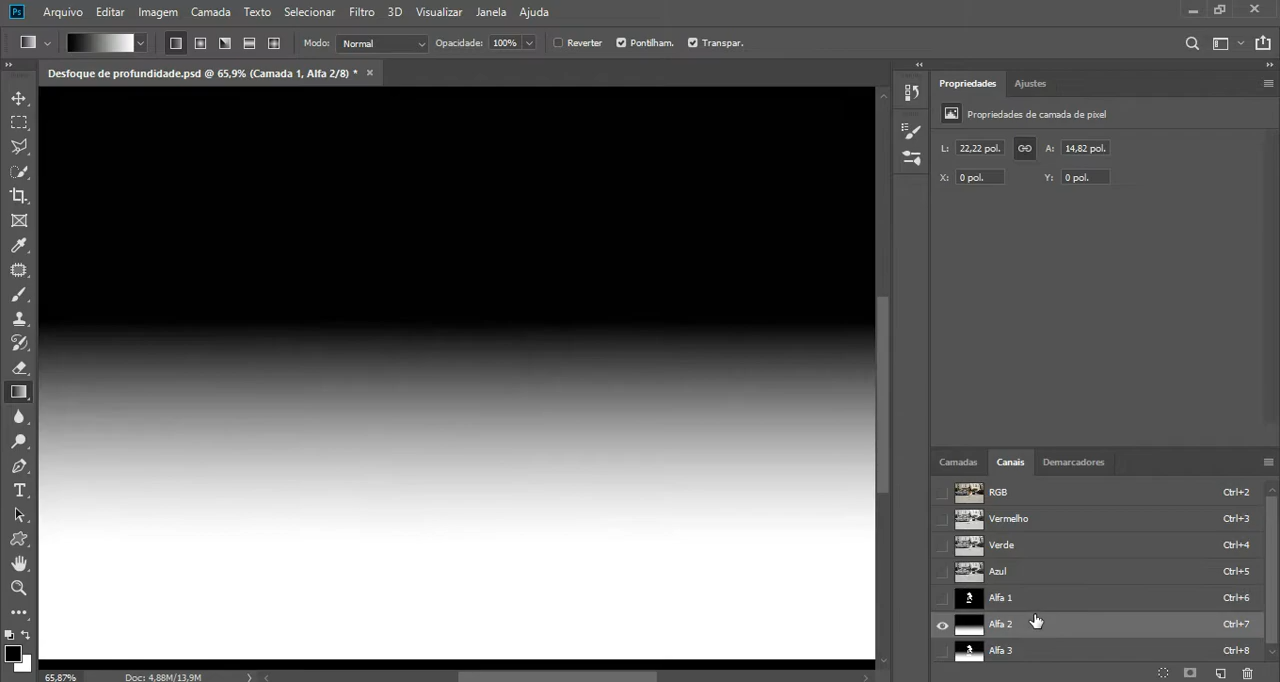 Ps Arquivo Editar Imagem Camada Texto Selecionar Filtro 3D Visualizar Janela Ajuda
Modo: Normal Opacidade: 100% Reverter Pontilham. Transpar.
Desfoque de profundidade.psd @ 65,9% (Camada 1, Alfa 2/8) * ×
Propriedades Ajustes
Propriedades de camada de pixel
L: 22,22 pol. A: 14,82 pol.
X: 0 pol. Y: 0 pol.
Camadas Canais Demarcadores
RGB Ctrl+2
Vermelho Ctrl+3
Verde Ctrl+4
Azul Ctrl+5
Alfa 1 Ctrl+6
Alfa 2 Ctrl+7
Alfa 3 Ctrl+8
65,87% Doc: 4,88M/13,9M